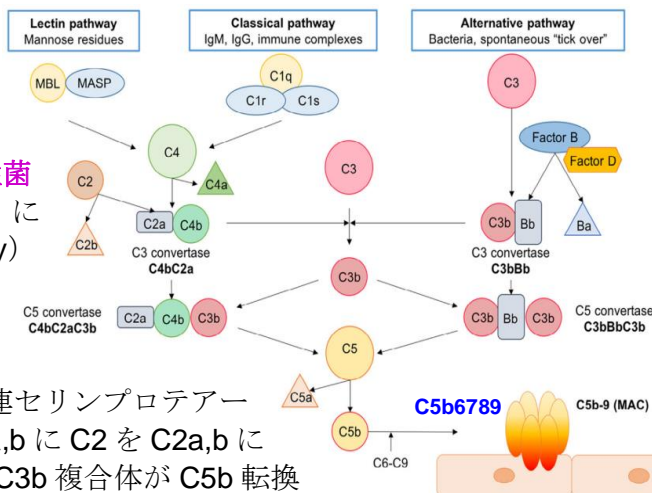 Lectin pathway
Mannose residues
Classical pathway
IgM, IgG, immune complexes
Alternative pathway
Bacteria, spontaneous “tick over”
MBL
MASP
C1q
C1r
C1s
C3
Factor B
Factor D
菌
C4
C3
C2
C4a
に
C2a
C4b
C3b
Bb
Ba
y）
C2b
C3 convertase
C4bC2a
C3 convertase
C3bBb
C3b
C5 convertase
C4bC2aC3b
C2a
C4b
C3b
C3b
Bb
C3b
C5 convertase
C3bBbC3b
C5
連セリンプロテアー
C5a
C5b6789
C5b-9 (MAC)
,b に C2 を C2a,b に
C5b
C6-C9
C3b 複合体が C5b 転換